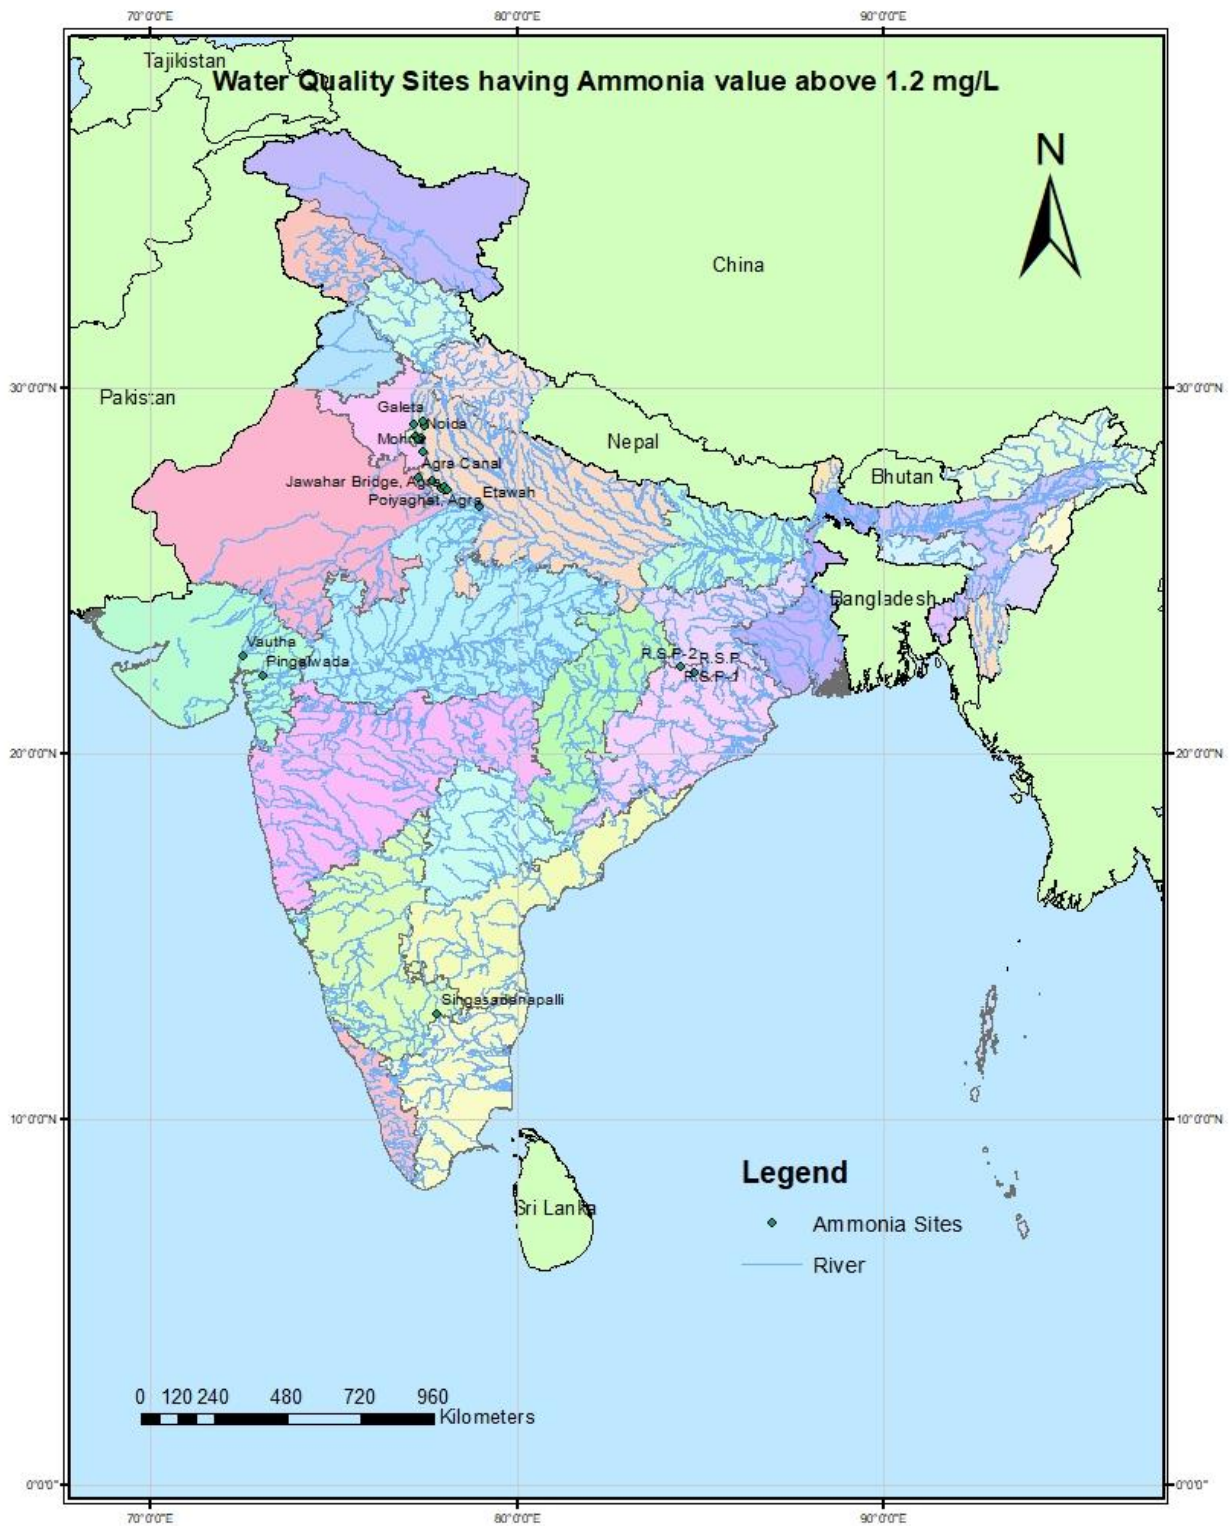 70°0'0"E 80°0'0"E 90°0'0"E
Tajikistan
Water Quality Sites having Ammonia value above 1.2 mg/L
N
China
30°0'0"N 30°0'0"N
Pakistan
Galeta
Noida
Nepal
Bhutan
Agra Canal
Jawahar Bridge, Agra
Etawah
Poiyaghat, Agra
Bangladesh
Vautha
R.S.P-2 R.S.P
Pingalwada
R.S.P-1
20°0'0"N 20°0'0"N
10°0'0"N 10°0'0"N
Legend
Sri Lanka
Ammonia Sites
River
0 120 240 480 720 960
Kilometers
0°0'0" 0°0'0"
70°0'0"E 80°0'0"E 90°0'0"E